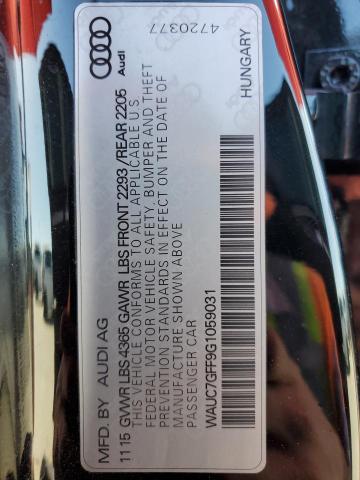 MFD. BY AUDI AG
11 15 GVWR LBS 4365 GAWR LBS FRONT 2293 /REAR 2205
THIS VEHICLE CONFORMS TO ALL APPLICABLE U.S.
FEDERAL MOTOR VEHICLE SAFETY, BUMPER AND THEFT
PREVENTION STANDARDS IN EFFECT ON THE DATE OF
MANUFACTURE SHOWN ABOVE
PASSENGER CAR
WAUC7GFF9G1059031
HUNGARY
Audi
4720377